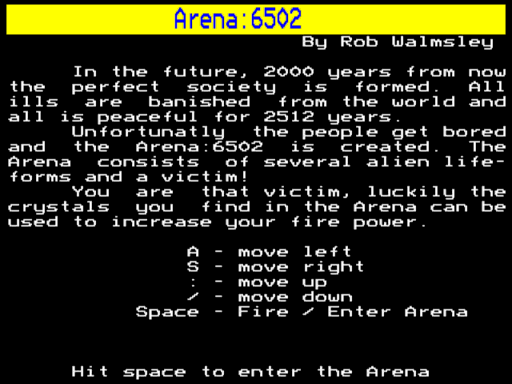 Arena:6502
By Rob Walmsley
In the future, 2000 years from now
the perfect society is formed. All
ills are banished from the world and
all is peaceful for 2512 years.
Unfortunatly the people get bored
and the Arena:6502 is created. The
Arena consists of several alien life-
forms and a victim!
You are that victim, luckily the
crystals you find in the Arena can be
used to increase your fire power.
A - move left
S - move right
: - move up
/ - move down
Space - Fire / Enter Arena
Hit space to enter the Arena